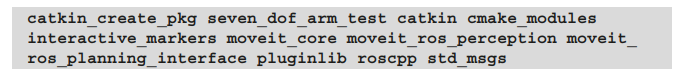 catkin_create_pkg seven_dof_arm_test catkin cmake_modules
interactive_markers moveit_core moveit_ros_perception moveit_
ros_planning_interface pluginlib roscpp std_msgs